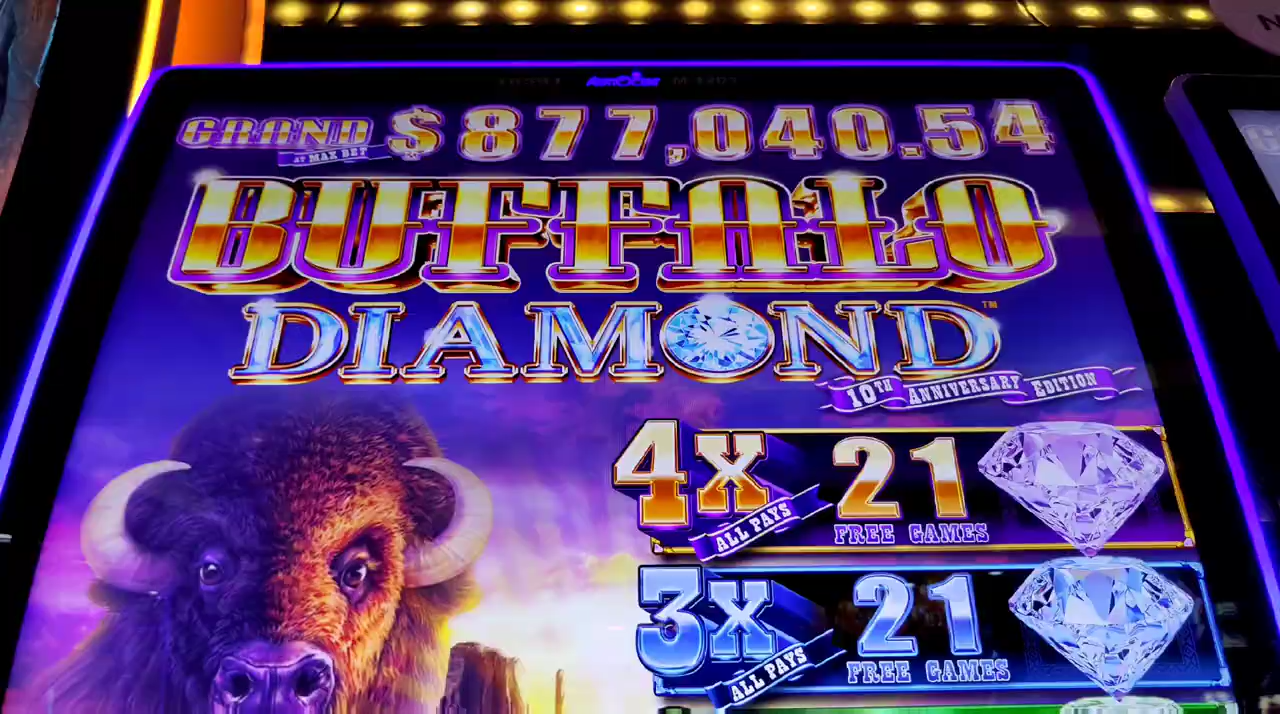 GRAND $877,040.54
AT MAX BET
BUFFALO
DIAMOND™
10TH ANNIVERSARY EDITION
4X 21
ALL PAYS FREE GAMES
3X 21
ALL PAYS FREE GAMES